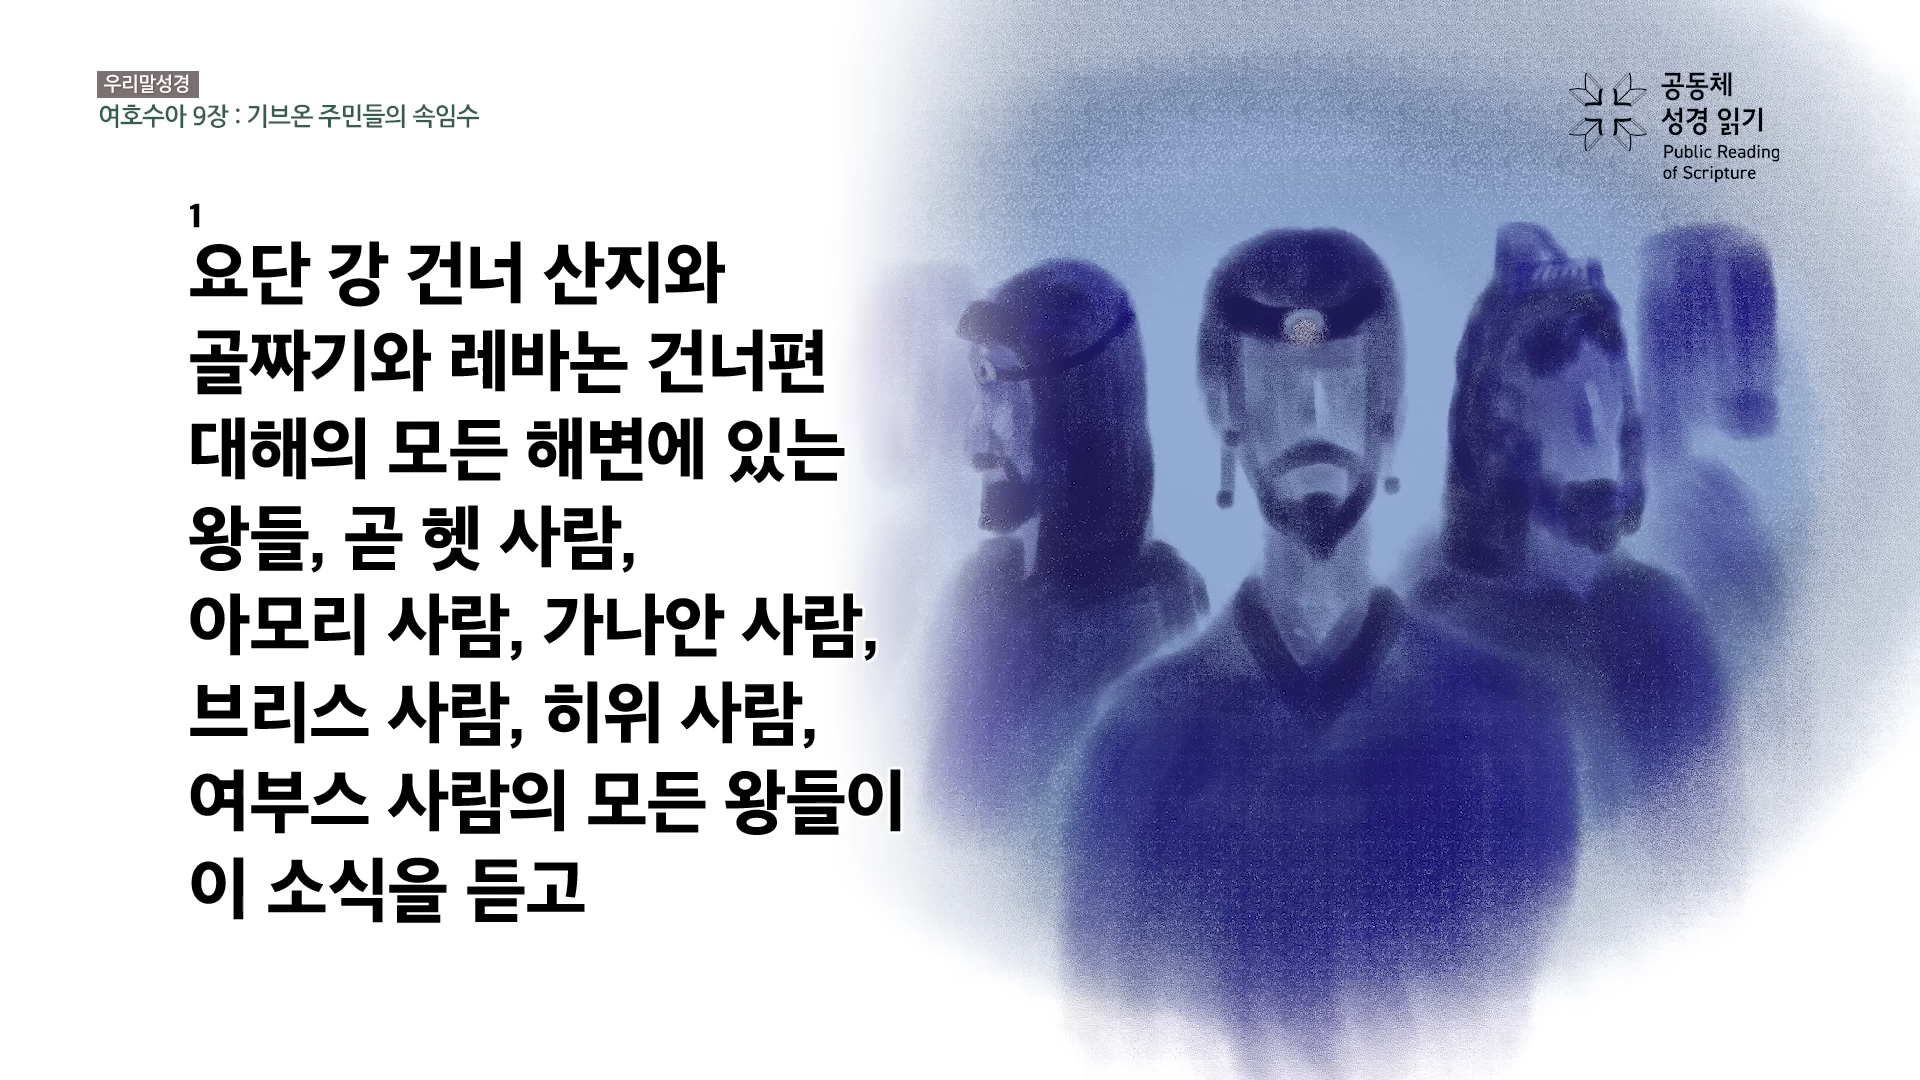 우리말성경
여호수아 9장 : 기브온 주민들의 속임수
공동체
성경 읽기
Public Reading
of Scripture
1
요단 강 건너 산지와
골짜기와 레바논 건너편
대해의 모든 해변에 있는
왕들, 곧 헷 사람,
아모리 사람, 가나안 사람,
브리스 사람, 히위 사람,
여부스 사람의 모든 왕들이
이 소식을 듣고